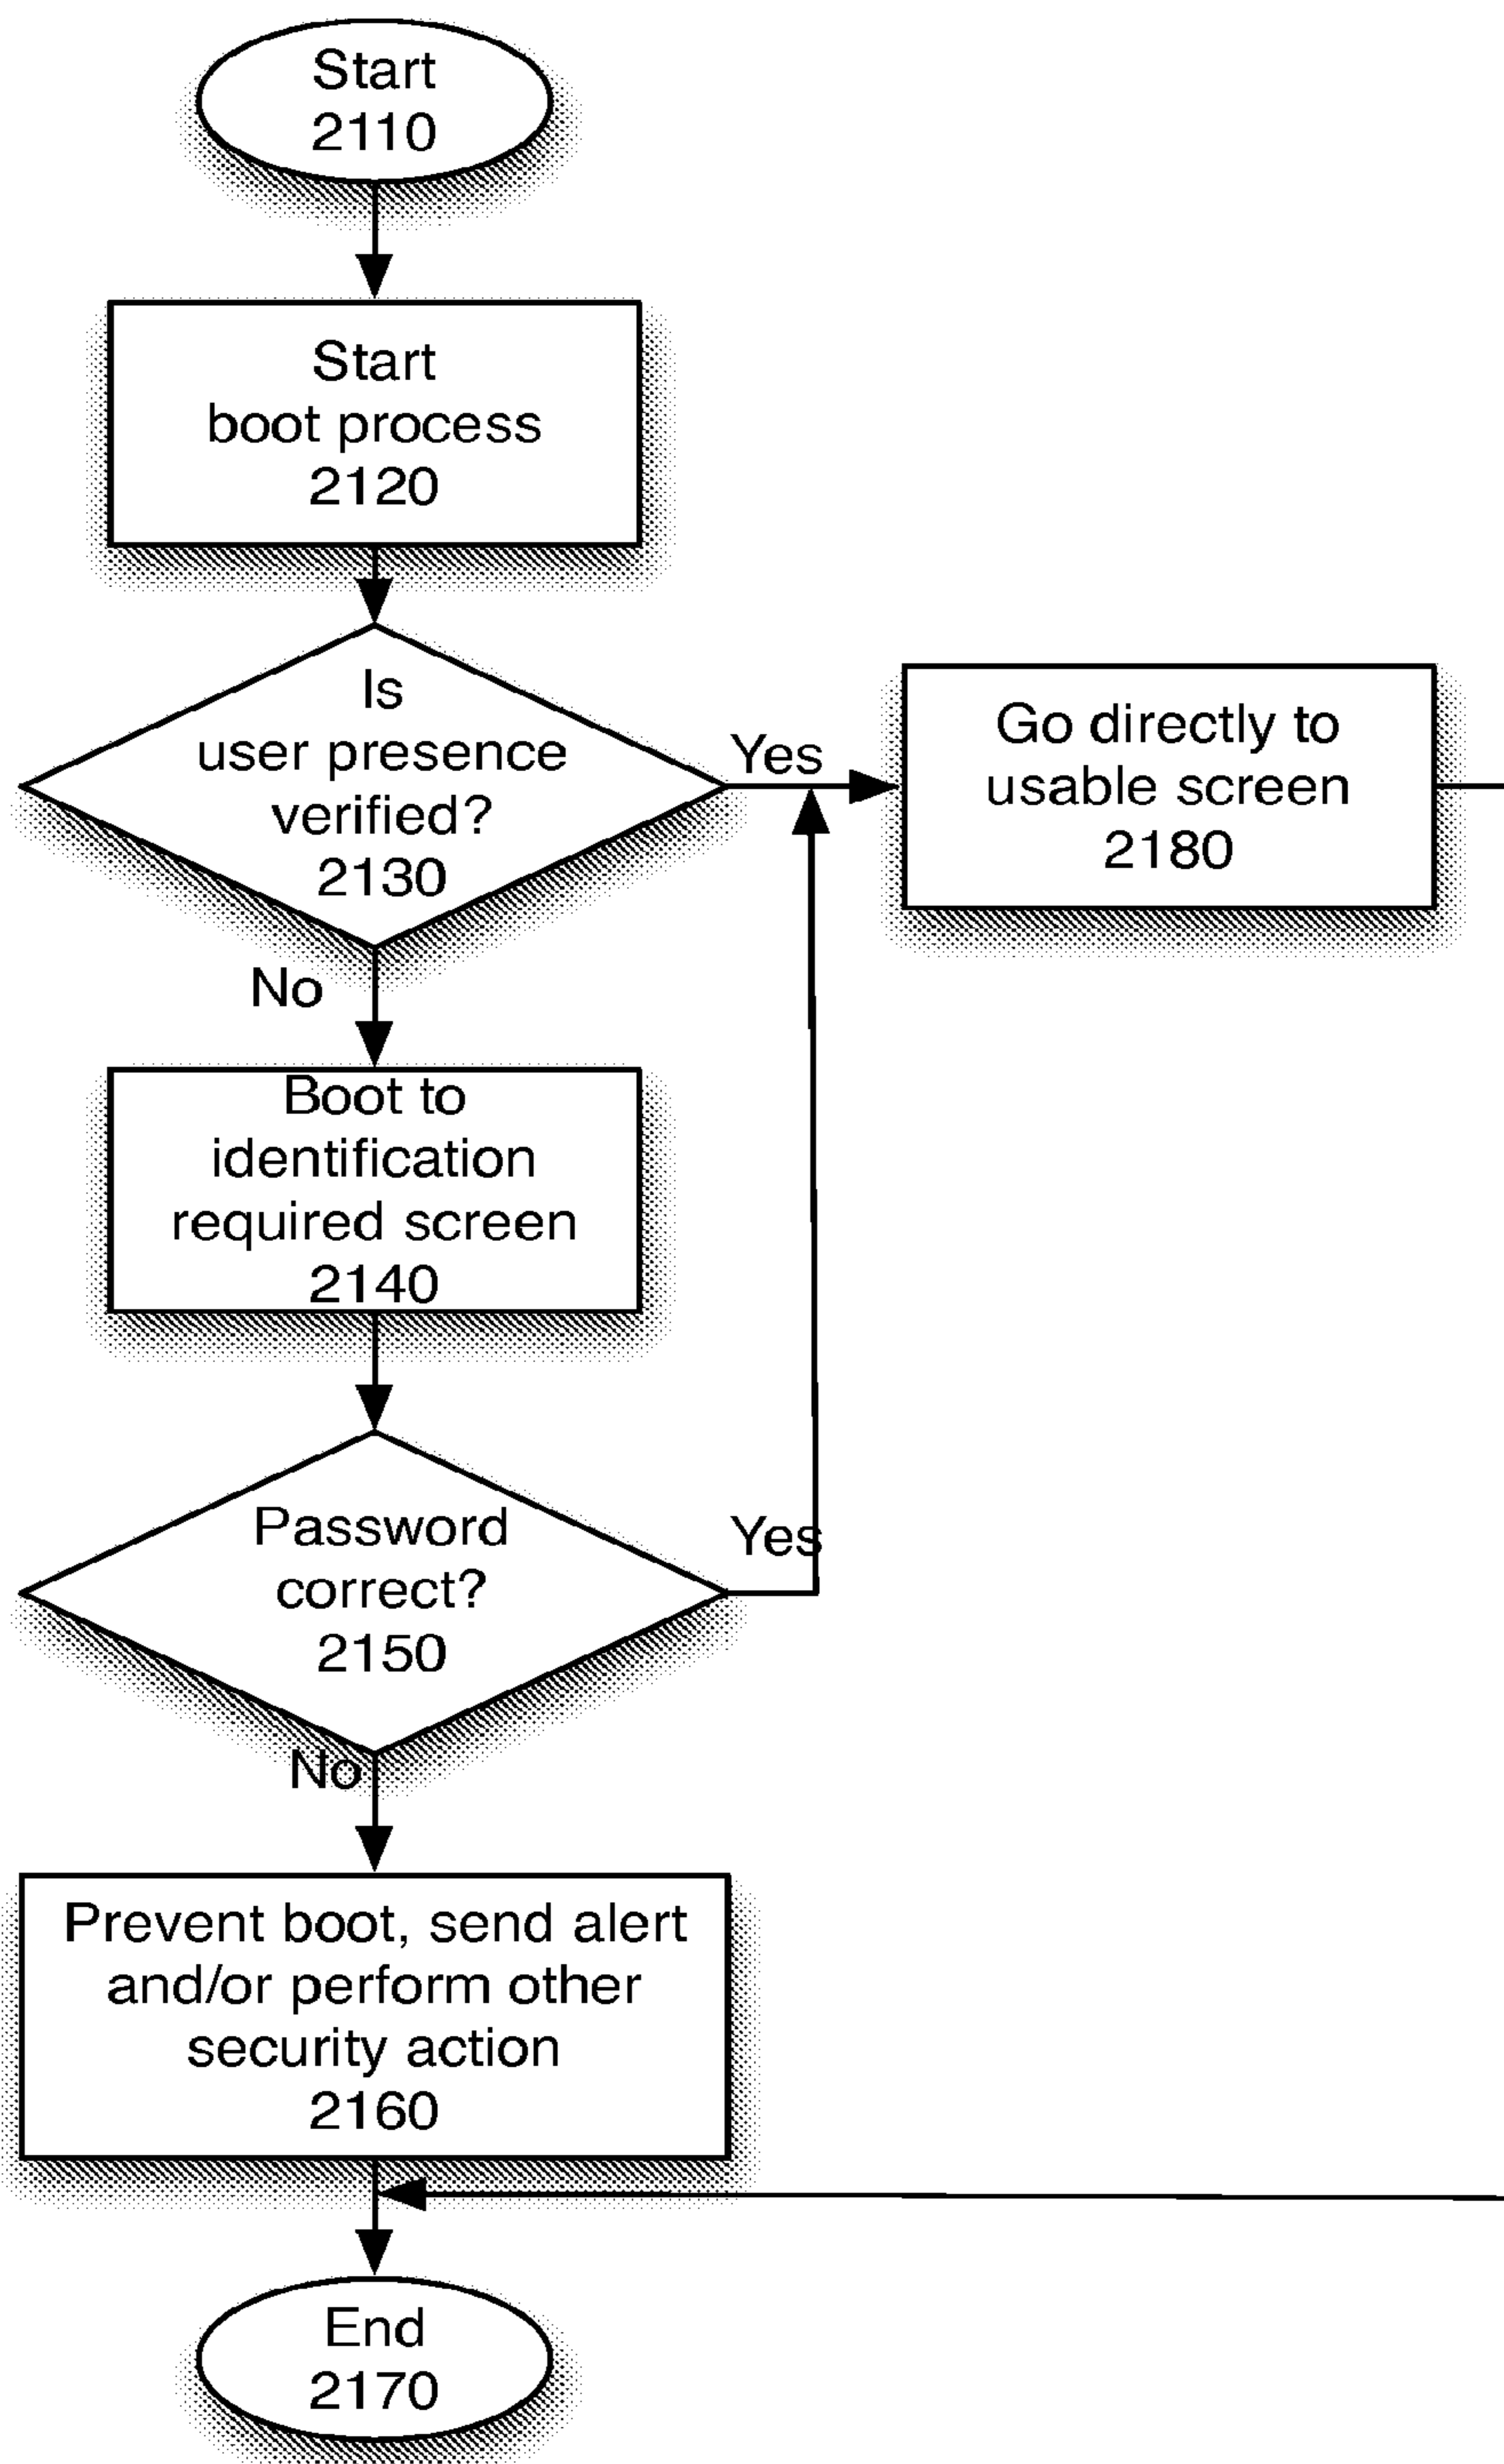 Start
2110
Start
boot process
2120
Is
user presence
verified?
2130
Yes
Go directly to
usable screen
2180
No
Boot to
identification
required screen
2140
Password
correct?
2150
Yes
No
Prevent boot, send alert
and/or perform other
security action
2160
End
2170